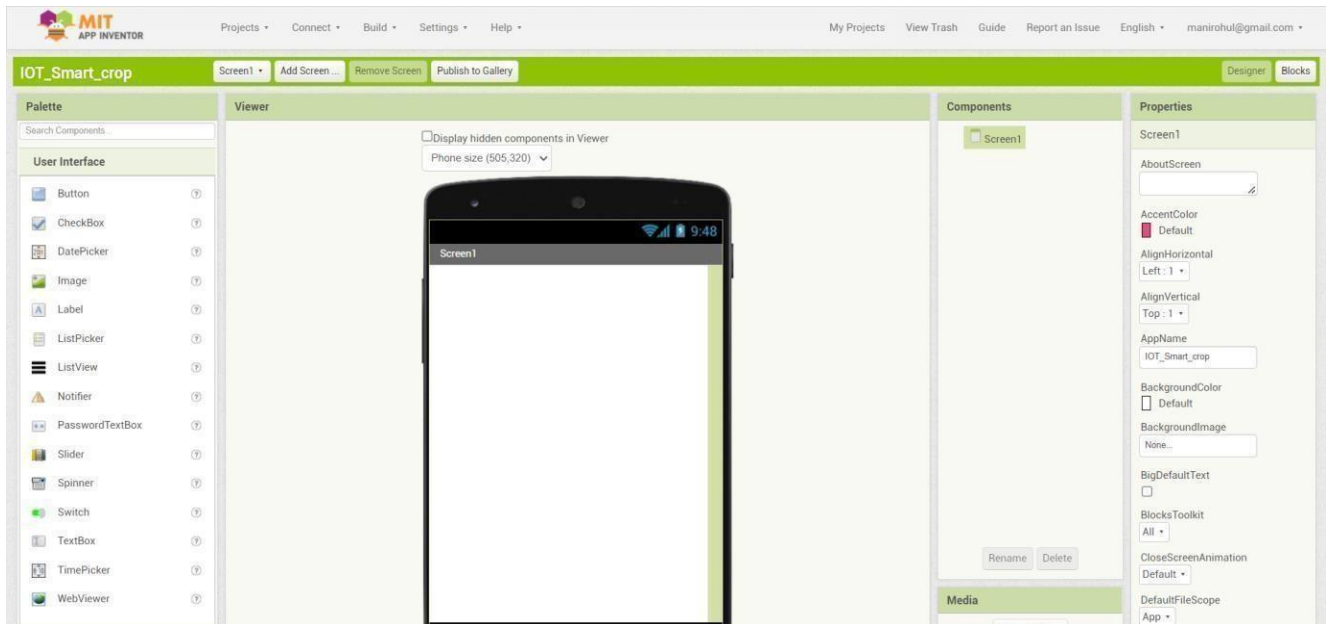 MIT
APP INVENTOR
Projects Connect Build Settings Help My Projects View Trash Guide Report an Issue English manirohul@gmail.com
IOT_Smart_crop Screen1 Add Screen ... Remove Screen Publish to Gallery Designer Blocks
Palette
Search Components...
User Interface
Button
CheckBox
DatePicker
Image
Label
ListPicker
ListView
Notifier
PasswordTextBox
Slider
Spinner
Switch
TextBox
TimePicker
WebViewer
Viewer
Display hidden components in Viewer
Phone size (505,320)
9:48
Screen1
Components
Screen1
Rename Delete
Media
Properties
Screen1
AboutScreen
AccentColor
Default
AlignHorizontal
Left : 1
AlignVertical
Top : 1
AppName
IOT_Smart_crop
BackgroundColor
Default
BackgroundImage
None...
BigDefaultText
BlocksToolkit
All
CloseScreenAnimation
Default
DefaultFileScope
App